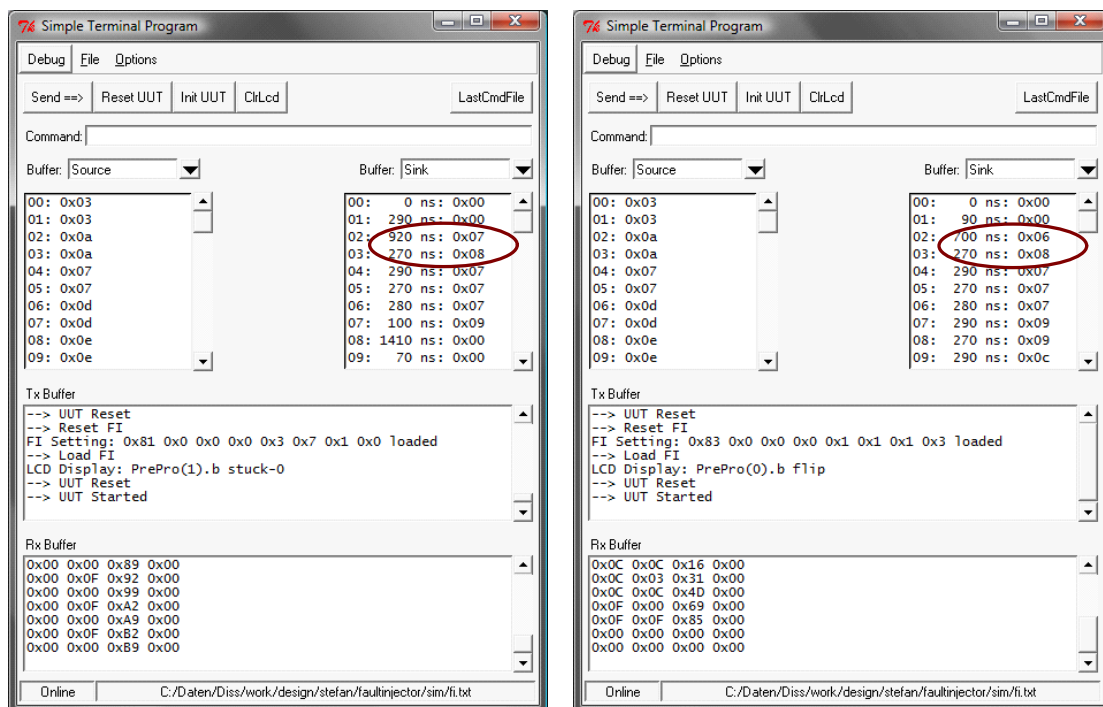 Simple Terminal Program
Debug File Options
Send ==> Reset UUT Init UUT ClrLcd LastCmdFile
Command:
Buffer: Source Buffer: Sink
00: 0x03
01: 0x03
02: 0x0a
03: 0x0a
04: 0x07
05: 0x07
06: 0x0d
07: 0x0d
08: 0x0e
09: 0x0e
00: 0 ns: 0x00
01: 290 ns: 0x00
02: 920 ns: 0x07
03: 270 ns: 0x08
04: 290 ns: 0x07
05: 270 ns: 0x07
06: 280 ns: 0x07
07: 100 ns: 0x09
08: 1410 ns: 0x00
09: 70 ns: 0x00
Tx Buffer
--> UUT Reset
--> Reset FI
FI Setting: 0x81 0x0 0x0 0x0 0x3 0x7 0x1 0x0 loaded
--> Load FI
LCD Display: PrePro(1).b stuck-0
--> UUT Reset
--> UUT Started
Rx Buffer
0x00 0x00 0x89 0x00
0x00 0x0F 0x92 0x00
0x00 0x00 0x99 0x00
0x00 0x0F 0xA2 0x00
0x00 0x00 0xA9 0x00
0x00 0x0F 0xB2 0x00
0x00 0x00 0xB9 0x00
Online C:/Daten/Diss/work/design/stefan/faultinjector/sim/fi.txt
Simple Terminal Program
Debug File Options
Send ==> Reset UUT Init UUT ClrLcd LastCmdFile
Command:
Buffer: Source Buffer: Sink
00: 0x03
01: 0x03
02: 0x0a
03: 0x0a
04: 0x07
05: 0x07
06: 0x0d
07: 0x0d
08: 0x0e
09: 0x0e
00: 0 ns: 0x00
01: 90 ns: 0x00
02: 700 ns: 0x06
03: 270 ns: 0x08
04: 290 ns: 0x07
05: 270 ns: 0x07
06: 280 ns: 0x07
07: 290 ns: 0x09
08: 270 ns: 0x09
09: 290 ns: 0x0c
Tx Buffer
--> UUT Reset
--> Reset FI
FI Setting: 0x83 0x0 0x0 0x0 0x1 0x1 0x1 0x3 loaded
--> Load FI
LCD Display: PrePro(0).b flip
--> UUT Reset
--> UUT Started
Rx Buffer
0x0C 0x0C 0x16 0x00
0x0C 0x03 0x31 0x00
0x0C 0x0C 0x4D 0x00
0x0F 0x00 0x69 0x00
0x0F 0x0F 0x85 0x00
0x00 0x00 0x00 0x00
0x00 0x00 0x00 0x00
Online C:/Daten/Diss/work/design/stefan/faultinjector/sim/fi.txt